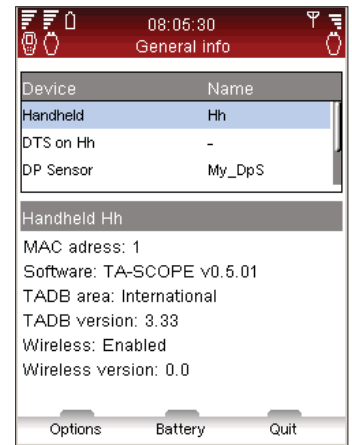 08:05:30
General info
Device Name
Handheld Hh
DTS on Hh -
DP Sensor My_DpS
Handheld Hh
MAC adress: 1
Software: TA-SCOPE v0.5.01
TADB area: International
TADB version: 3.33
Wireless: Enabled
Wireless version: 0.0
Options Battery Quit